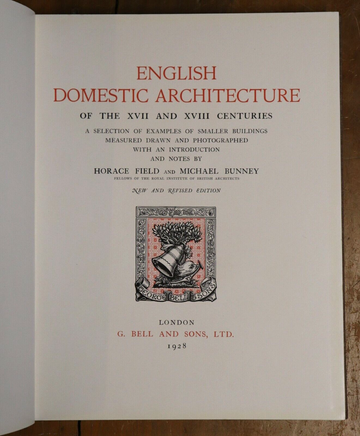 ENGLISH
DOMESTIC ARCHITECTURE
OF THE XVII AND XVIII CENTURIES
A SELECTION OF EXAMPLES OF SMALLER BUILDINGS
MEASURED DRAWN AND PHOTOGRAPHED
WITH AN INTRODUCTION
AND NOTES BY
HORACE FIELD AND MICHAEL BUNNEY
FELLOWS OF THE ROYAL INSTITUTE OF BRITISH ARCHITECTS
NEW AND REVISED EDITION
LONDON
G. BELL AND SONS, LTD.
1928